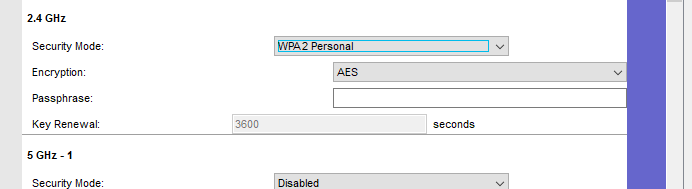 2.4 GHz
Security Mode: WPA2 Personal
Encryption: AES
Passphrase:
Key Renewal: 3600 seconds
5 GHz - 1
Security Mode: Disabled